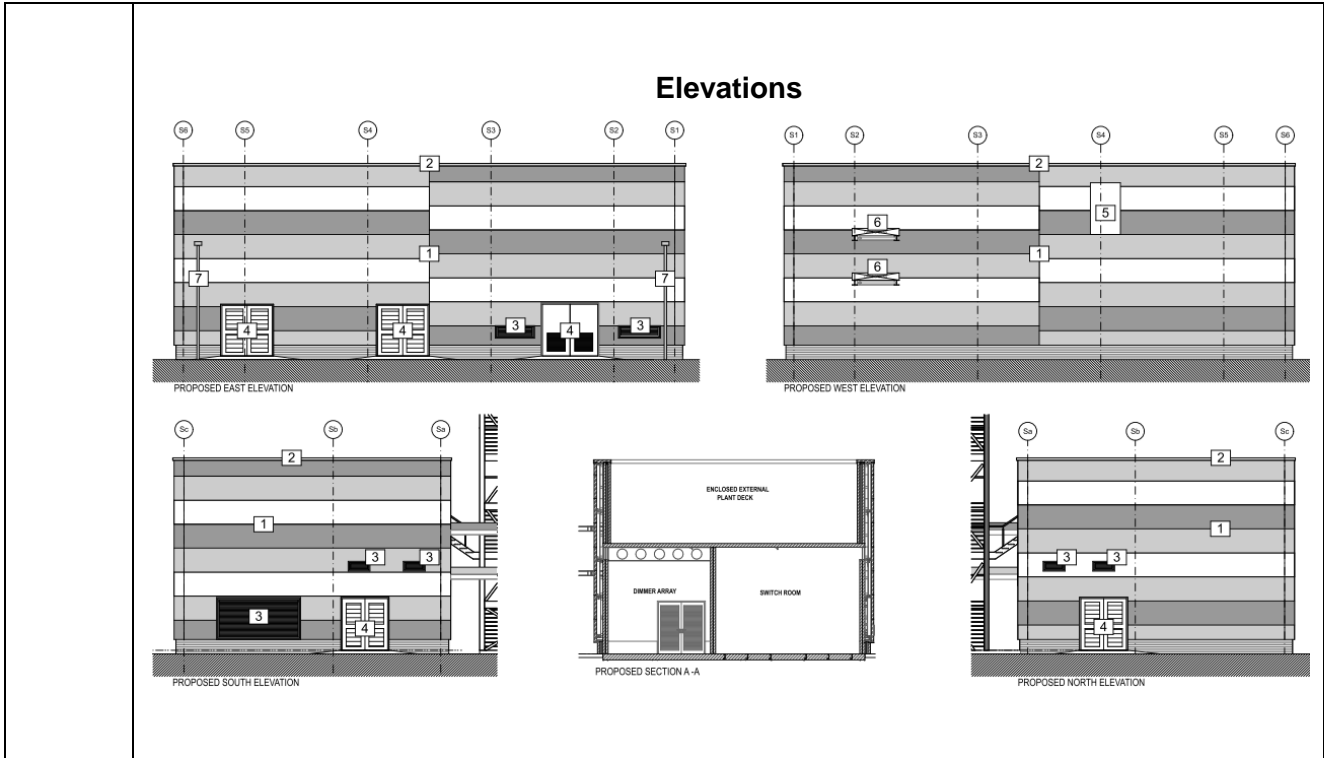 Elevations
S6 S5 S4 S3 S2 S1
2
1
7 7
4 4 3 4 3
PROPOSED EAST ELEVATION
S1 S2 S3 S4 S5 S6
2
5
6
1
6
PROPOSED WEST ELEVATION
Sc Sb Sa
2
1
3 3
3
4
PROPOSED SOUTH ELEVATION
ENCLOSED EXTERNAL
PLANT DECK
DIMMER ARRAY SWITCH ROOM
PROPOSED SECTION A -A
Sa Sb Sc
2
1
3 3
4
PROPOSED NORTH ELEVATION